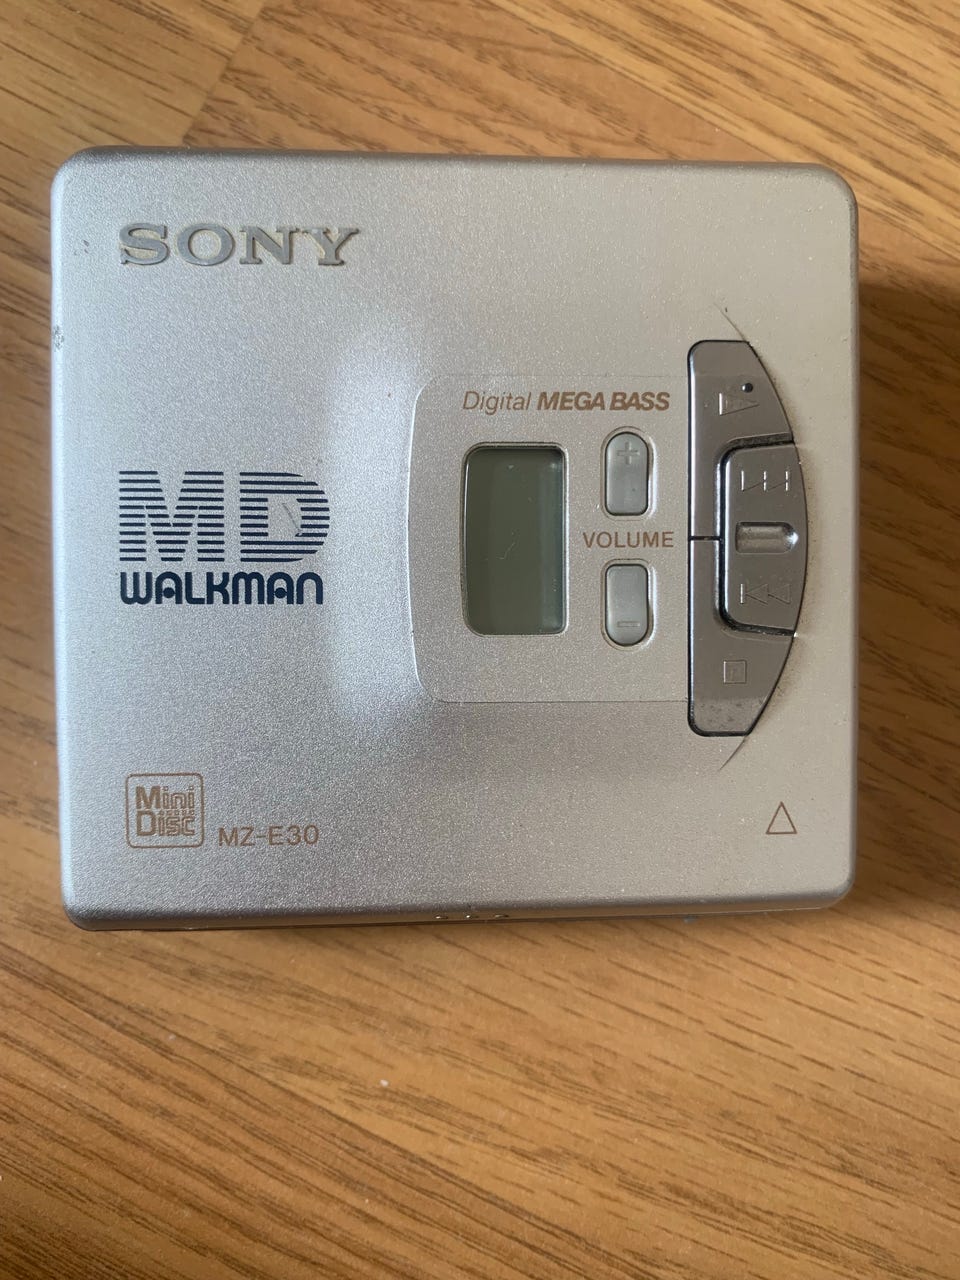 SONY
Digital MEGA BASS
VOLUME
MD
WALKMAN
Mini
Disc
MZ-E30